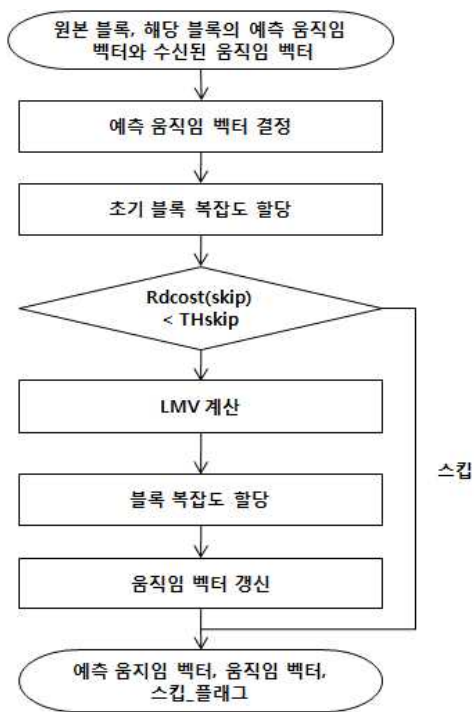 원본 블록, 해당 블록의 예측 움직임
벡터와 수신된 움직임 벡터
예측 움직임 벡터 결정
초기 블록 복잡도 할당
Rdcost(skip)
< THskip
LMV 계산
스킵
블록 복잡도 할당
움직임 벡터 갱신
예측 움지임 벡터, 움직임 벡터,
스킵_플래그